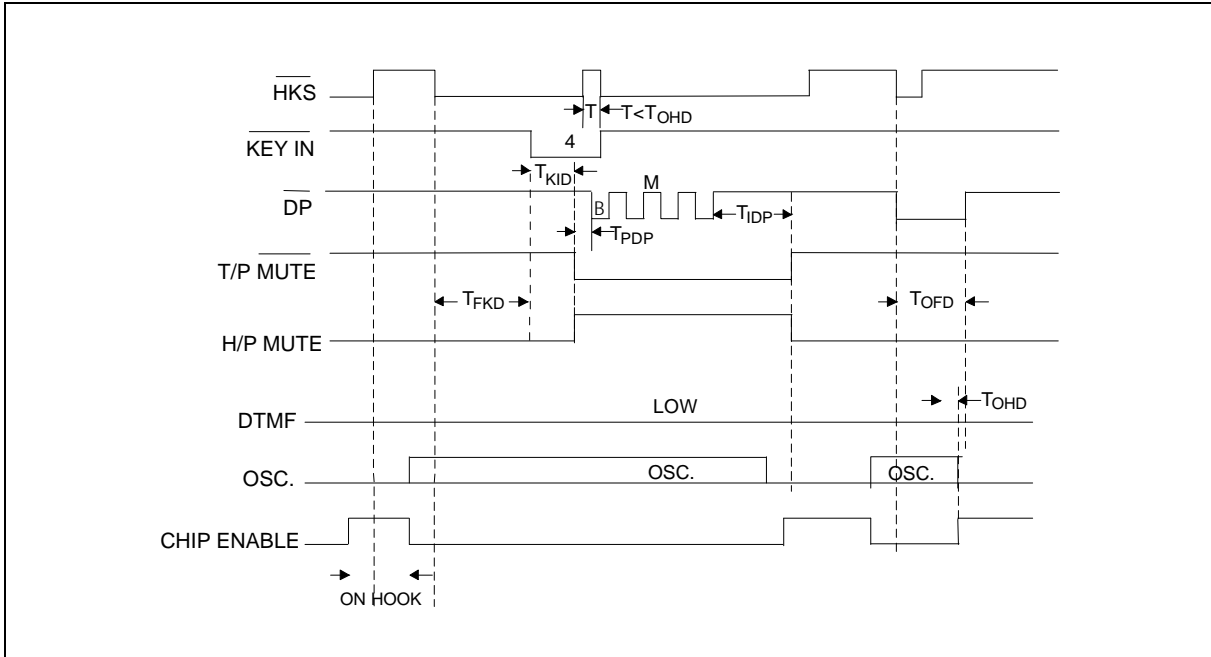 HKS
T T<TOHD
KEY IN
4
TKID
M
DP
B
TIDP
TPDP
T/P MUTE
TFKD
TOFD
H/P MUTE
TOHD
LOW
DTMF
OSC.
OSC.
OSC.
CHIP ENABLE
ON HOOK